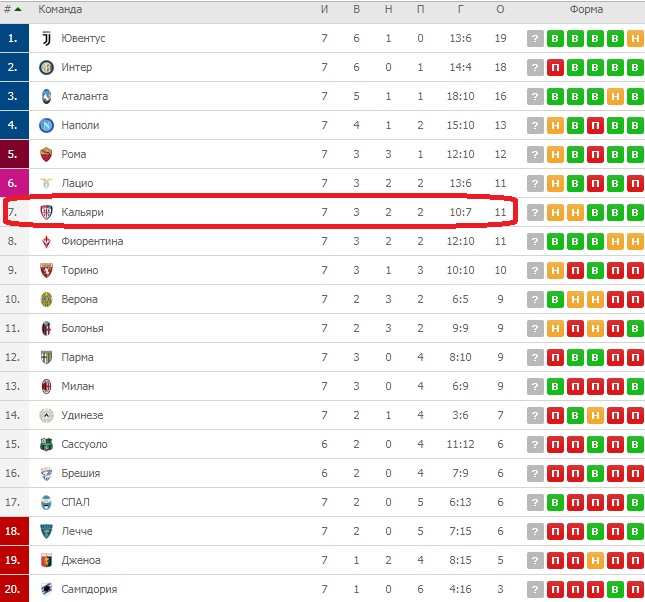 # Команда И В Н П Г О Форма
1. Ювентус 7 6 1 0 13:6 19 ? В В В В Н
2. Интер 7 6 0 1 14:4 18 ? П В В В В
3. Аталанта 7 5 1 1 18:10 16 ? В В В Н В
4. Наполи 7 4 1 2 15:10 13 ? Н В П В В
5. Рома 7 3 3 1 12:10 12 ? Н В П В В
6. Лацио 7 3 2 2 13:6 11 ? Н В П В П
7. Кальяри 7 3 2 2 10:7 11 ? Н Н В В В
8. Фиорентина 7 3 2 2 12:10 11 ? В В В Н Н
9. Торино 7 3 1 3 10:10 10 ? Н П В П П
10. Верона 7 2 3 2 6:5 9 ? В Н Н П П
11. Болонья 7 2 3 2 9:9 9 ? Н П Н П В
12. Парма 7 3 0 4 8:10 9 ? П В В П П
13. Милан 7 3 0 4 6:9 9 ? В П П П В
14. Удинезе 7 2 1 4 3:6 7 ? П В Н П П
15. Сассуоло 6 2 0 4 11:12 6 ? П П В П В
16. Брешия 6 2 0 4 7:9 6 ? П П В П П
17. СПАЛ 7 2 0 5 6:13 6 ? В П П П В
18. Лечче 7 2 0 5 7:15 6 ? П П В П В
19. Дженоа 7 1 2 4 8:15 5 ? П П Н П П
20. Сампдория 7 1 0 6 4:16 3 ? П П П В П